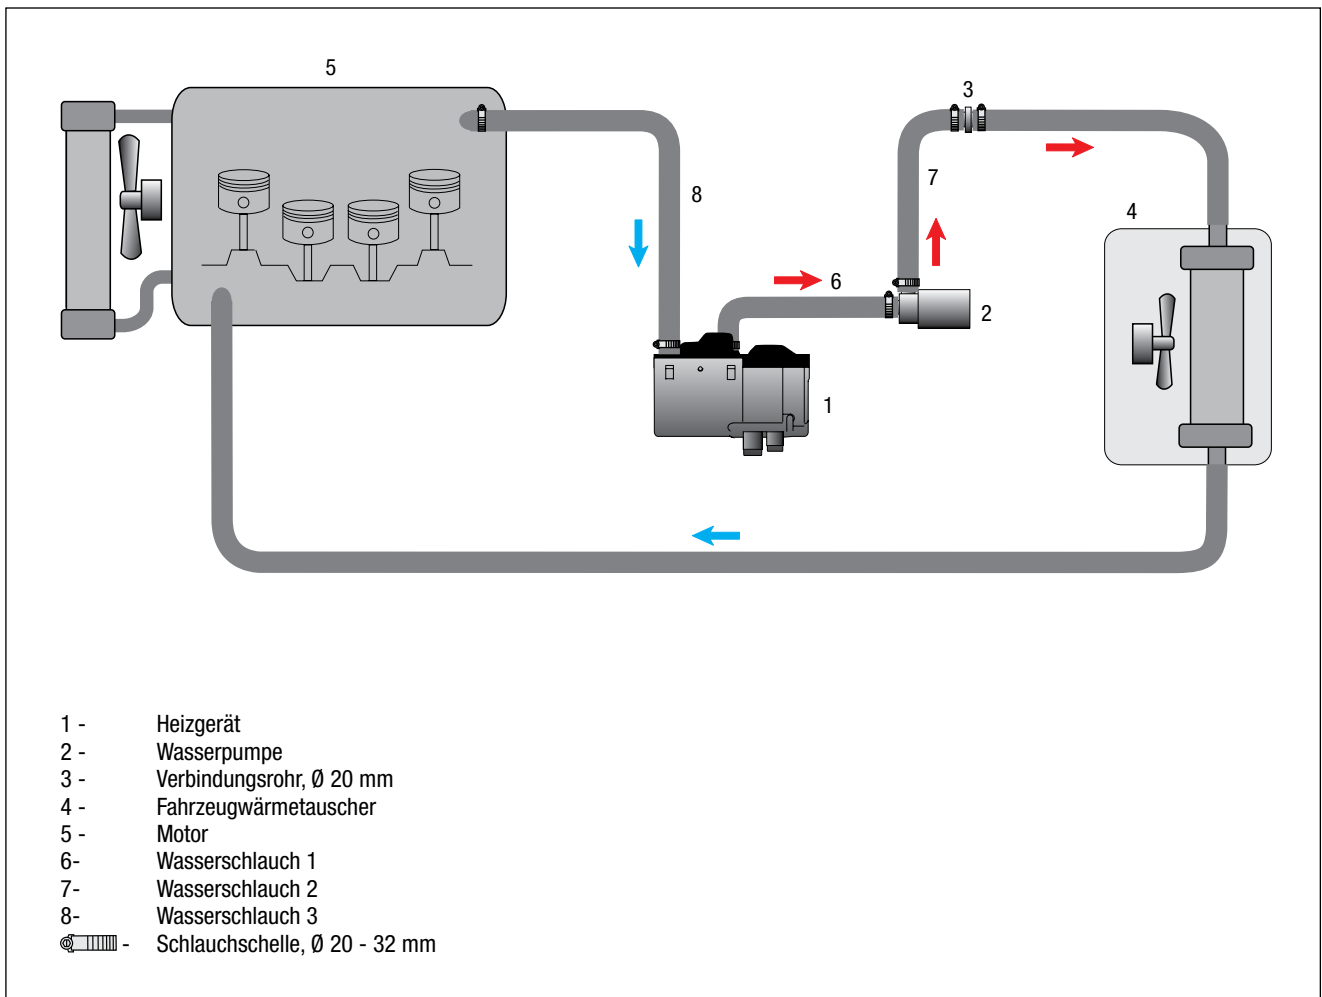 5
3
8
7
4
6
2
1
1 - Heizgerät
2 - Wasserpumpe
3 - Verbindungsrohr, Ø 20 mm
4 - Fahrzeugwärmetauscher
5 - Motor
6- Wasserschlauch 1
7- Wasserschlauch 2
8- Wasserschlauch 3
- Schlauchschelle, Ø 20 - 32 mm